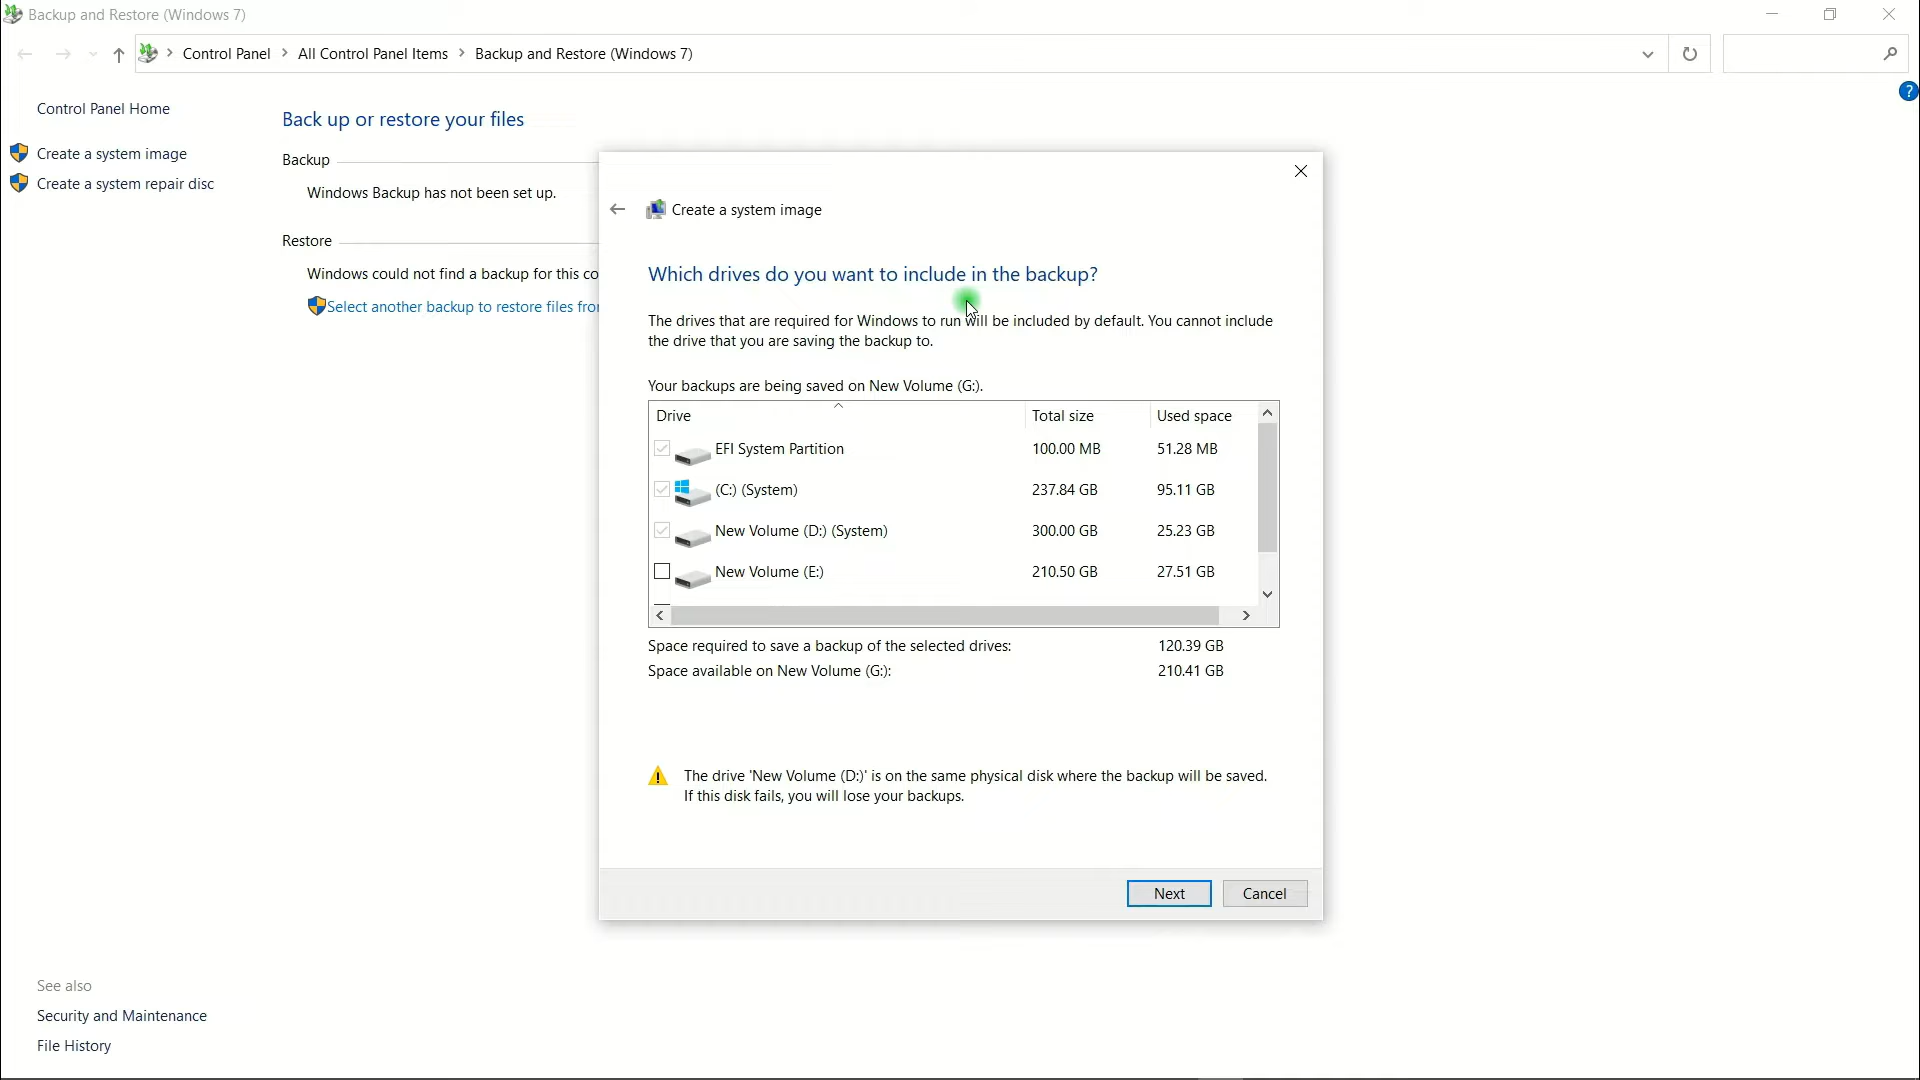 Backup and Restore (Windows 7)
Control Panel
All Control Panel Items
Backup and Restore (Windows 7)
?
Control Panel Home
Create a system image
Create a system repair disc
Back up or restore your files
Backup
Windows Backup has not been set up.
Restore
Windows could not find a backup for this co
Select another backup to restore files fro
Create a system image
Which drives do you want to include in the backup?
The drives that are required for Windows to run will be included by default. You cannot include
the drive that you are saving the backup to.
Your backups are being saved on New Volume (G:).
Drive Total size Used space
EFI System Partition 100.00 MB 51.28 MB
(C:) (System) 237.84 GB 95.11 GB
New Volume (D:) (System) 300.00 GB 25.23 GB
New Volume (E:) 210.50 GB 27.51 GB
Space required to save a backup of the selected drives: 120.39 GB
Space available on New Volume (G:): 210.41 GB
The drive 'New Volume (D:)' is on the same physical disk where the backup will be saved.
If this disk fails, you will lose your backups.
Next Cancel
See also
Security and Maintenance
File History